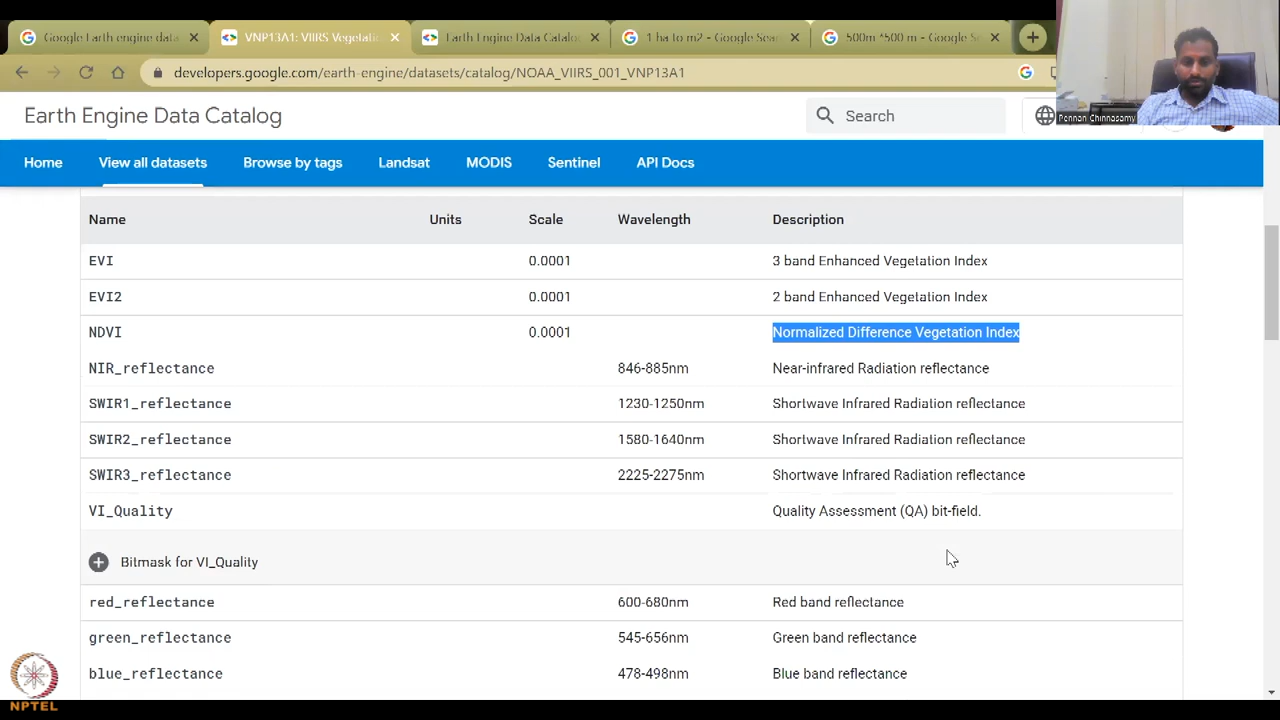 Google Earth engine data
VNP13A1: VIIRS Vegetati
Earth Engine Data Catalo
1 ha to m2 - Google Sear
500m *500 m - Google Se
developers.google.com/earth-engine/datasets/catalog/NOAA_VIIRS_001_VNP13A1
Pennan Chinnasamy
Earth Engine Data Catalog
Search
Home
View all datasets
Browse by tags
Landsat
MODIS
Sentinel
API Docs
Name Units Scale Wavelength Description
EVI 0.0001 3 band Enhanced Vegetation Index
EVI2 0.0001 2 band Enhanced Vegetation Index
NDVI 0.0001 Normalized Difference Vegetation Index
NIR_reflectance 846-885nm Near-infrared Radiation reflectance
SWIR1_reflectance 1230-1250nm Shortwave Infrared Radiation reflectance
SWIR2_reflectance 1580-1640nm Shortwave Infrared Radiation reflectance
SWIR3_reflectance 2225-2275nm Shortwave Infrared Radiation reflectance
VI_Quality Quality Assessment (QA) bit-field.
Bitmask for VI_Quality
red_reflectance 600-680nm Red band reflectance
green_reflectance 545-656nm Green band reflectance
blue_reflectance 478-498nm Blue band reflectance
NPTEL